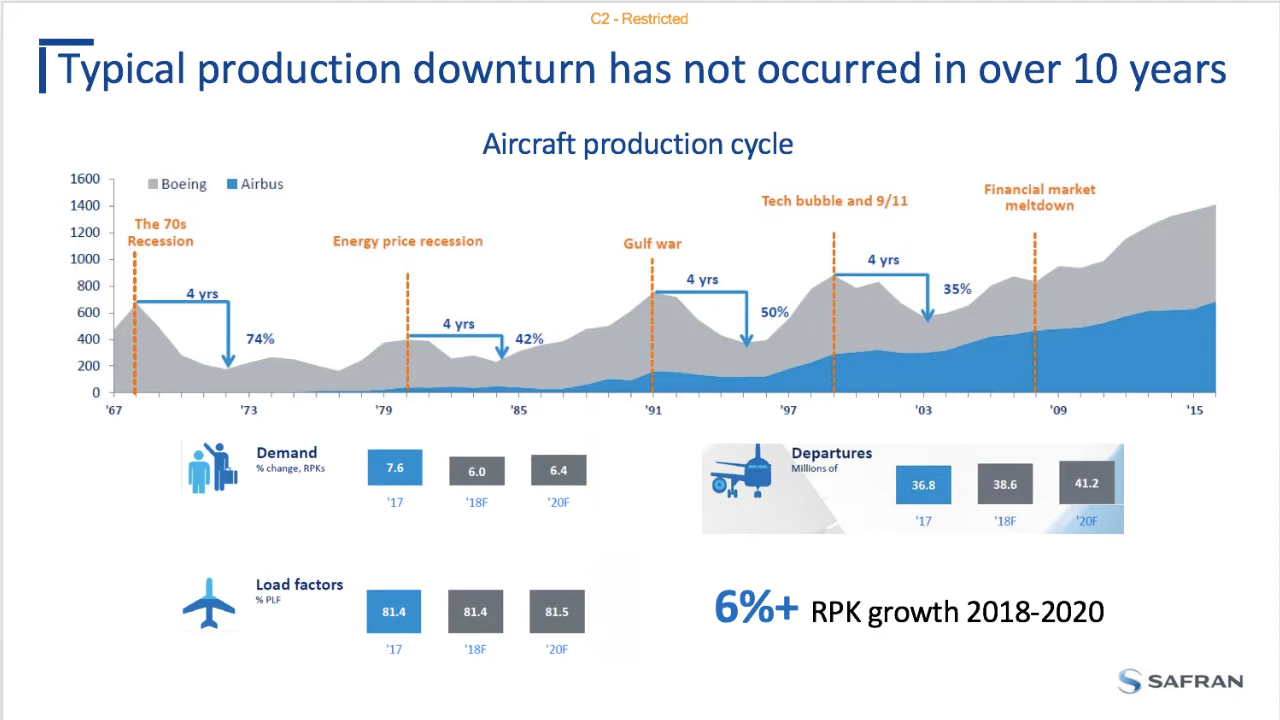 C2 - Restricted
Typical production downturn has not occurred in over 10 years
Aircraft production cycle
1600
1400
1200
1000
800
600
400
200
0
Boeing Airbus
The 70s
Recession
Energy price recession
Gulf war
Tech bubble and 9/11
Financial market
meltdown
4 yrs
74%
4 yrs
42%
4 yrs
50%
4 yrs
35%
'67 '73 '79 '85 '91 '97 '03 '09 '15
Demand
% change, RPKs
7.6 6.0 6.4
'17 '18F '20F
Departures
Millions of
36.8 38.6 41.2
'17 '18F '20F
Load factors
% PLF
81.4 81.4 81.5
'17 '18F '20F
6%+ RPK growth 2018-2020
SAFRAN